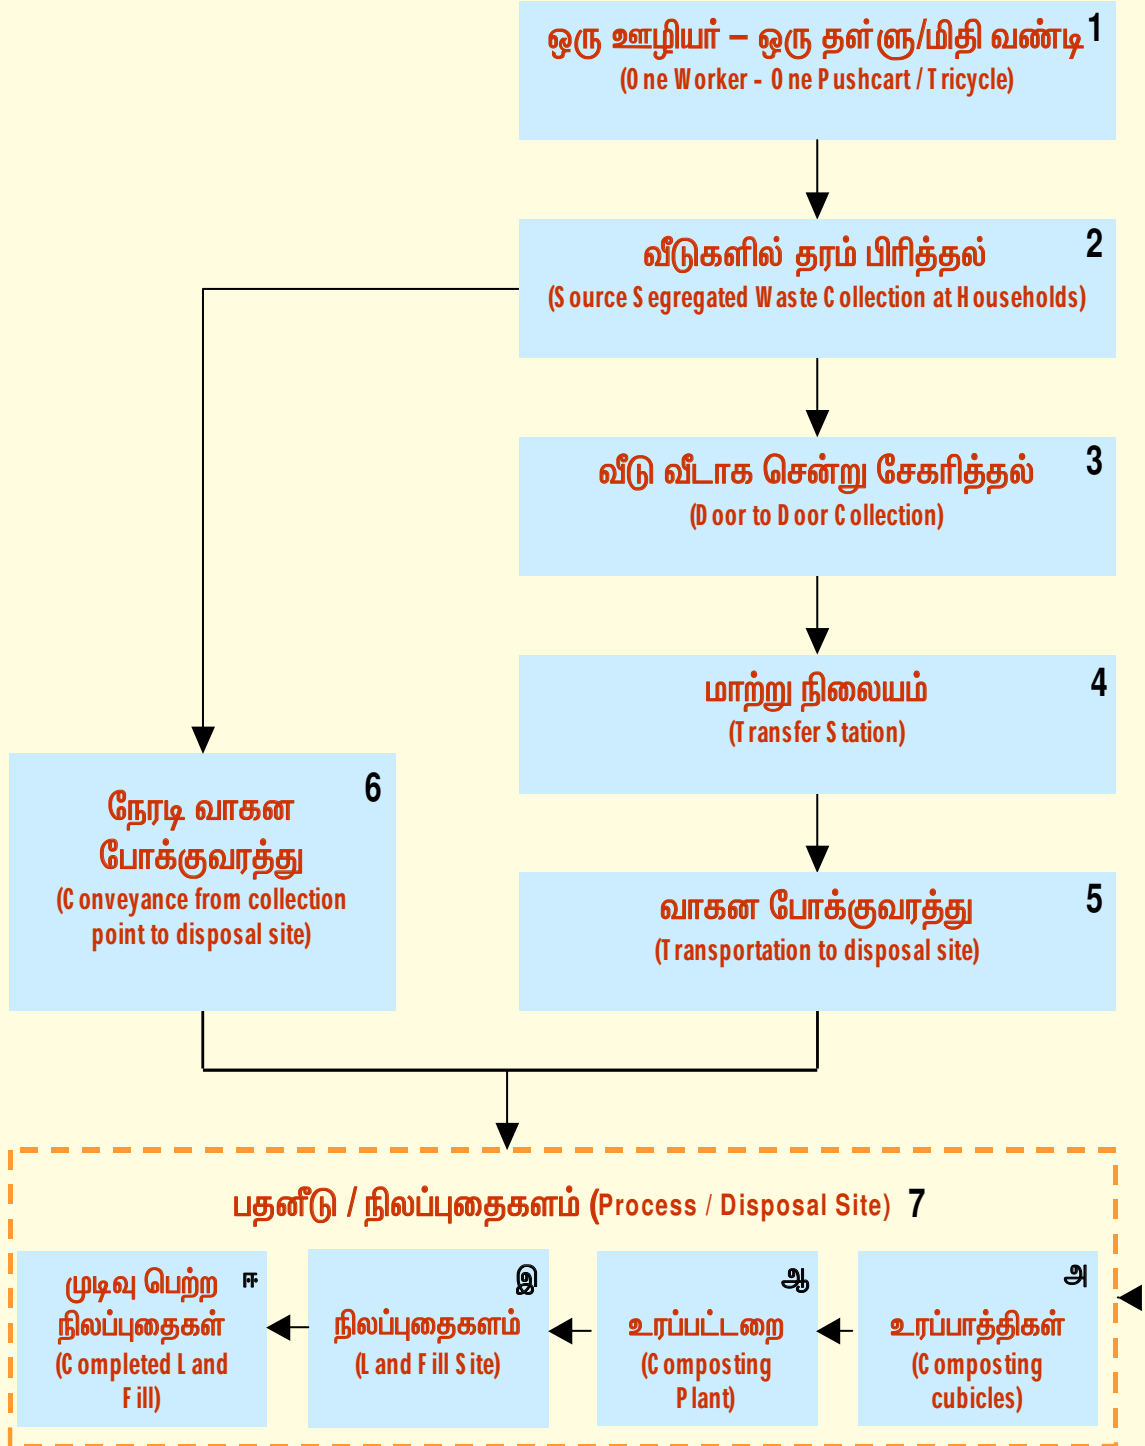 ஒரு ஊழியர் – ஒரு தள்ளு/மிதி வண்டி 1
(One Worker - One Pushcart / Tricycle)
வீடுகளில் தரம் பிரித்தல் 2
(Source Segregated Waste Collection at Households)
வீடு வீடாக சென்று சேகரித்தல் 3
(Door to Door Collection)
மாற்று நிலையம் 4
(Transfer Station)
வாகன போக்குவரத்து 5
(Transportation to disposal site)
6
நேரடி வாகன
போக்குவரத்து
(Conveyance from collection
point to disposal site)
பதனீடு / நிலப்புதைகளம் (Process / Disposal Site) 7
முடிவு பெற்ற ஈ
நிலப்புதைகள்
(Completed Land
Fill)
இ
நிலப்புதைகளம்
(Land Fill Site)
ஆ
உரப்பட்டறை
(Composting
Plant)
அ
உரப்பாத்திகள்
(Composting
cubicles)